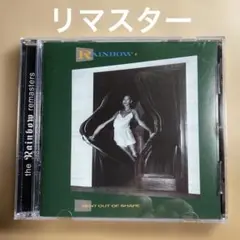 リマスター
the Rainbow remasters
RAINBOW
BENT OUT OF SHAPE